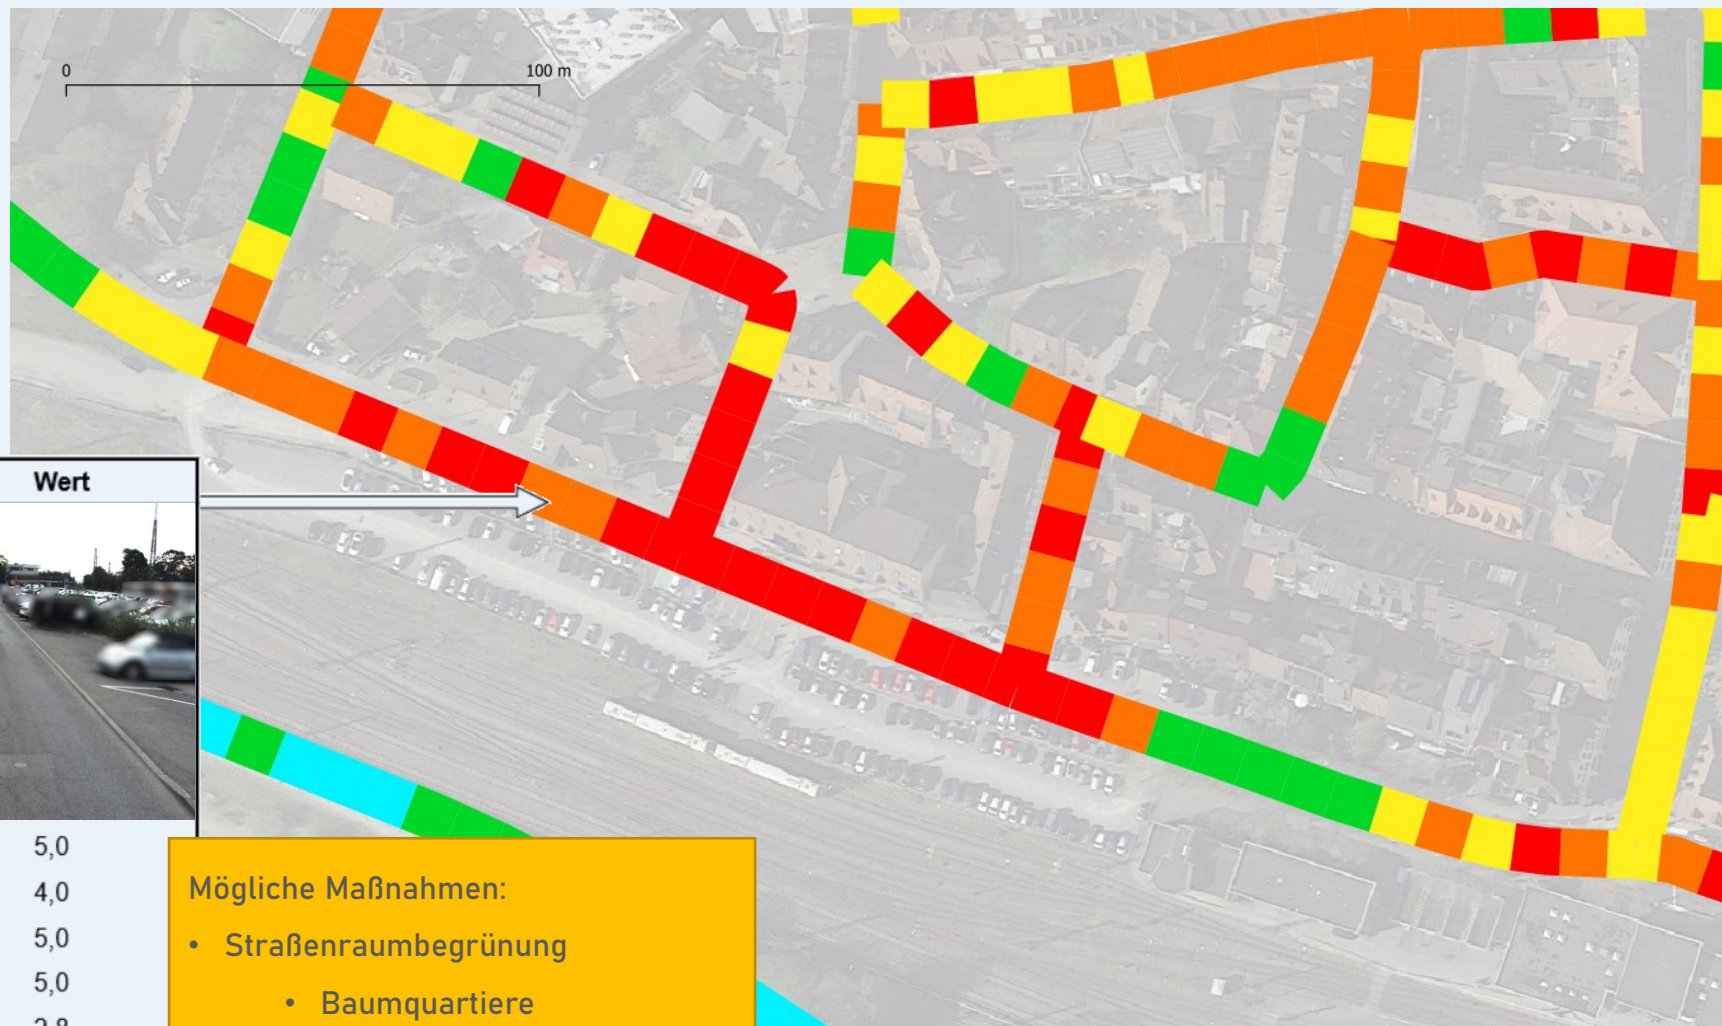 0
100 m
Wert
5,0
4,0
5,0
5,0
Mögliche Maßnahmen:
• Straßenraumbegrünung
• Baumquartiere